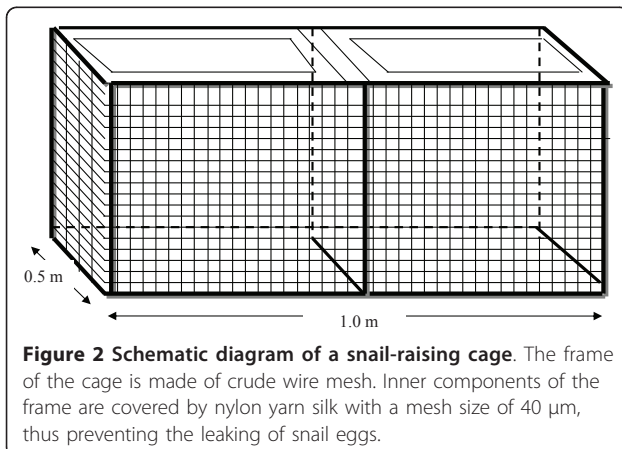 0.5 m
1.0 m
Figure 2 Schematic diagram of a snail-raising cage. The frame
of the cage is made of crude wire mesh. Inner components of the
frame are covered by nylon yarn silk with a mesh size of 40 μm,
thus preventing the leaking of snail eggs.